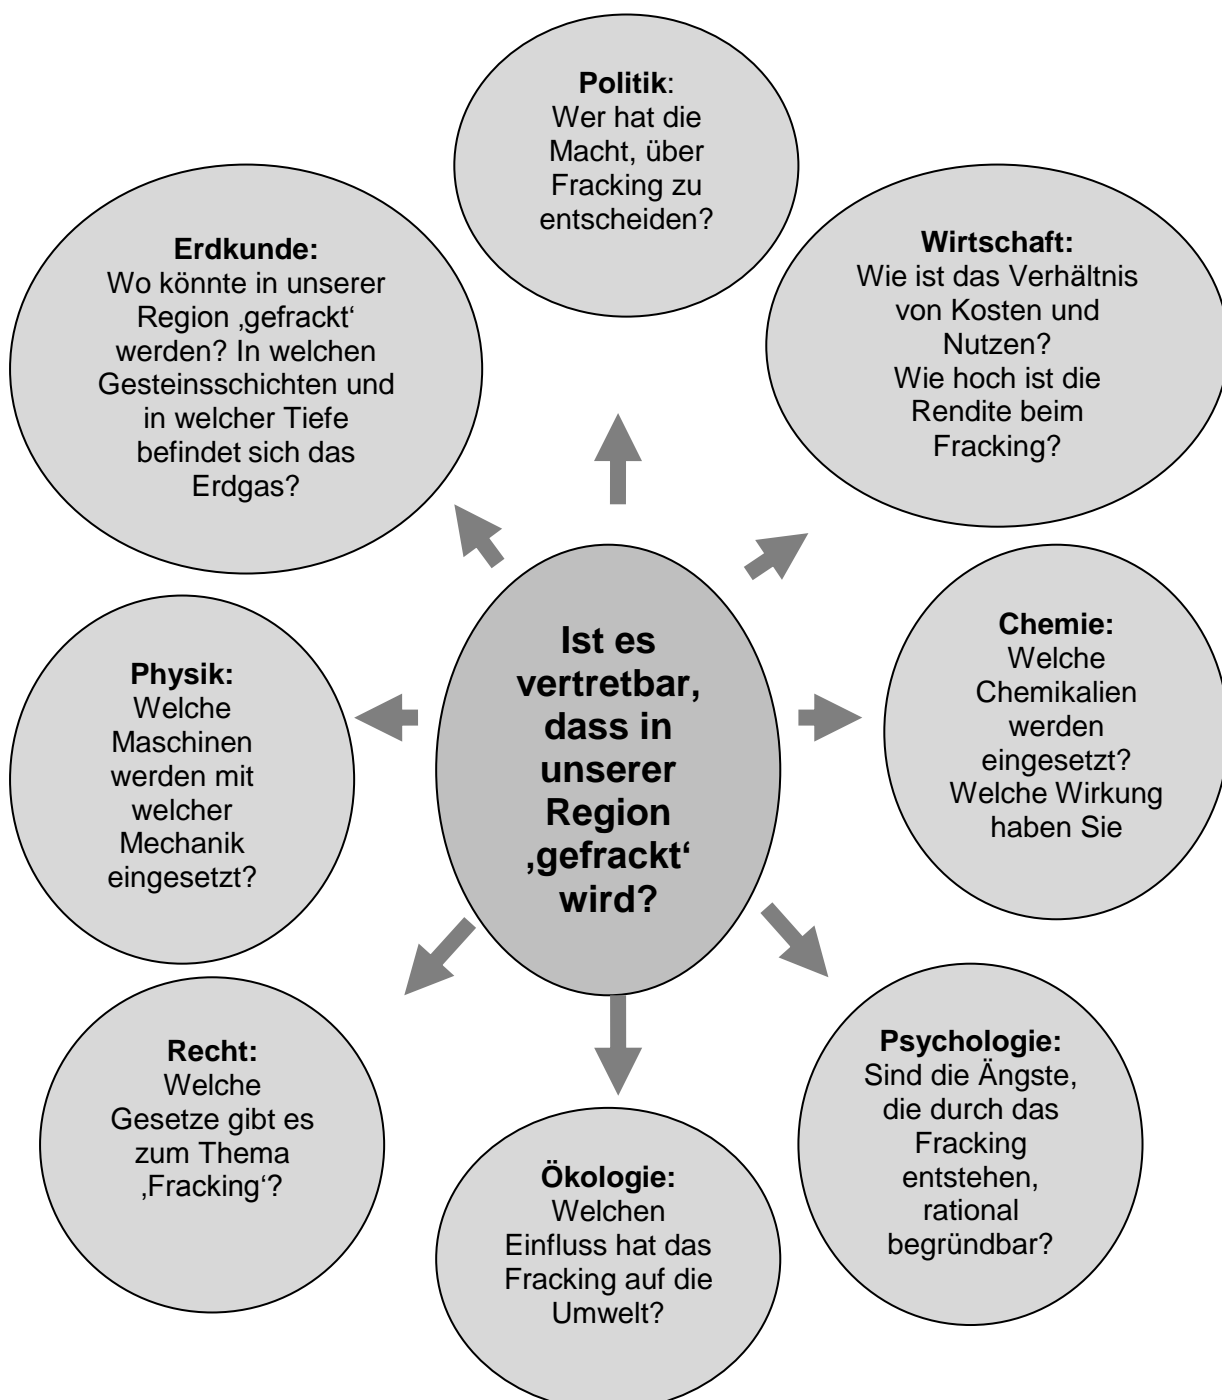 Politik:
Wer hat die
Macht, über
Fracking zu
entscheiden?
Erdkunde:
Wo könnte in unserer
Region ‚gefrackt‘
werden? In welchen
Gesteinsschichten und
in welcher Tiefe
befindet sich das
Erdgas?
Wirtschaft:
Wie ist das Verhältnis
von Kosten und
Nutzen?
Wie hoch ist die
Rendite beim
Fracking?
Ist es
vertretbar,
dass in
unserer
Region
‚gefrackt‘
wird?
Physik:
Welche
Maschinen
werden mit
welcher
Mechanik
eingesetzt?
Chemie:
Welche
Chemikalien
werden
eingesetzt?
Welche Wirkung
haben Sie
Recht:
Welche
Gesetze gibt es
zum Thema
‚Fracking‘?
Ökologie:
Welchen
Einfluss hat das
Fracking auf die
Umwelt?
Psychologie:
Sind die Ängste,
die durch das
Fracking
entstehen,
rational
begründbar?